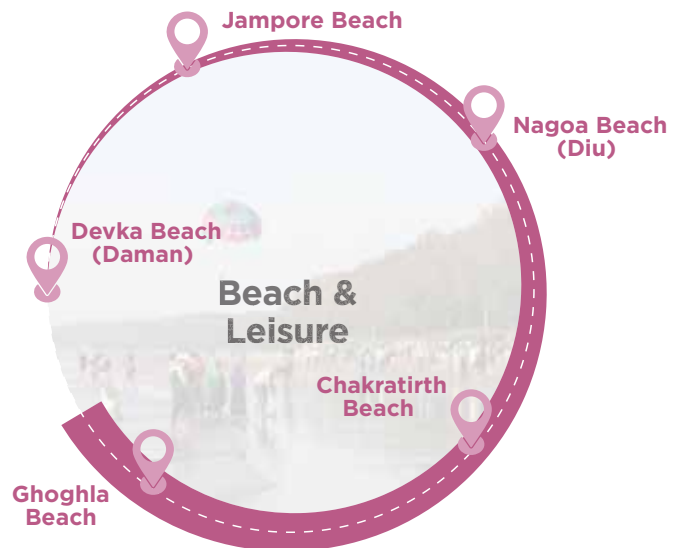 Jampore Beach
Nagoa Beach
(Diu)
Devka Beach
(Daman)
Beach &
Leisure
Chakratirth
Beach
Ghoghla
Beach